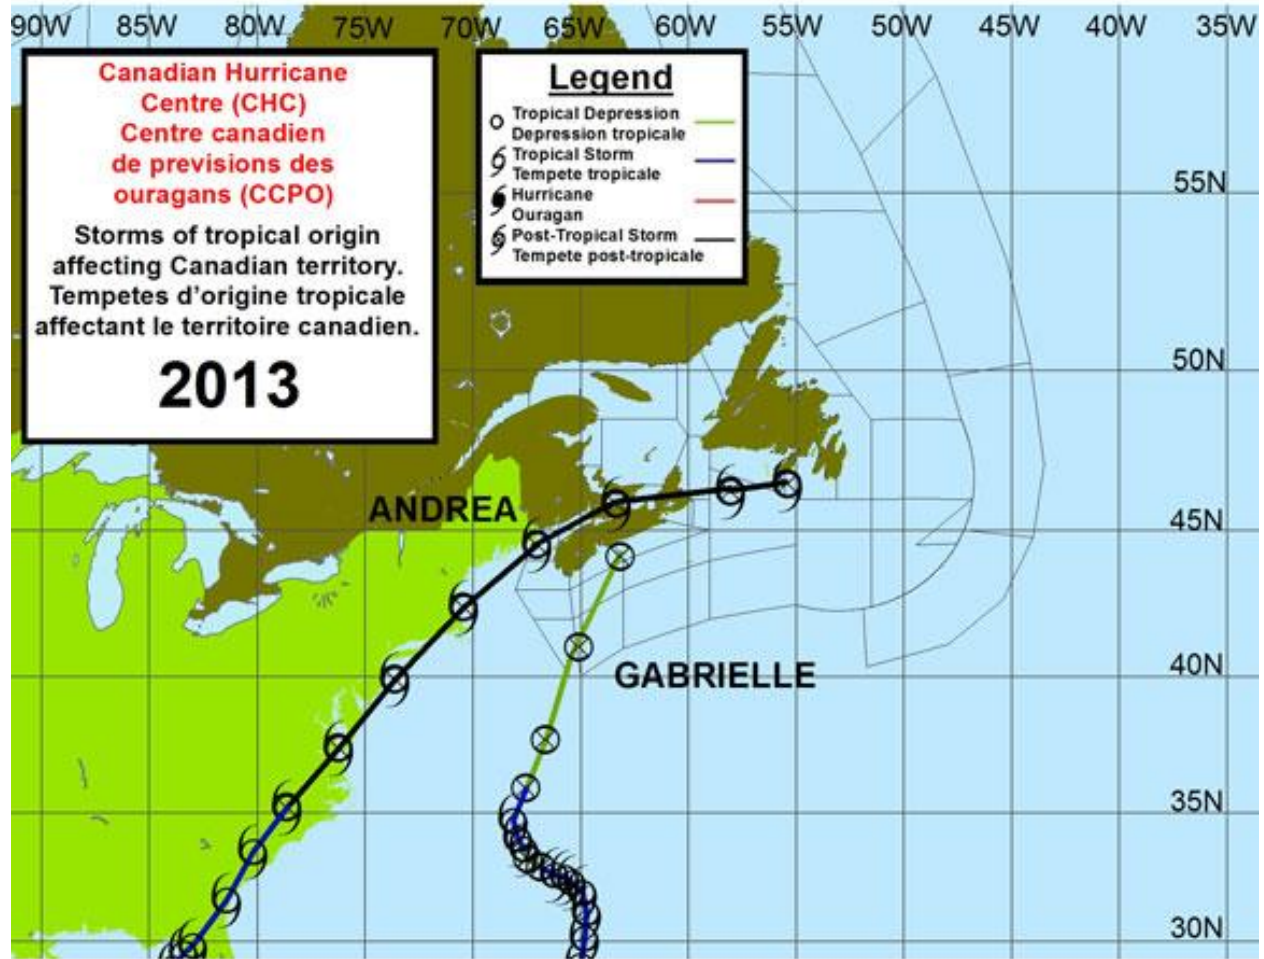 90W 85W 80W 75W 70W 65W 60W 55W 50W 45W 40W 35W
Canadian Hurricane
Centre (CHC)
Centre canadien
de previsions des
ouragans (CCPO)
Storms of tropical origin
affecting Canadian territory.
Tempetes d'origine tropicale
affectant le territoire canadien.
2013
Legend
Tropical Depression
Depression tropicale
Tropical Storm
Tempete tropicale
Hurricane
Ouragan
Post-Tropical Storm
Tempete post-tropicale
55N
50N
ANDREA
45N
GABRIELLE
40N
35N
30N